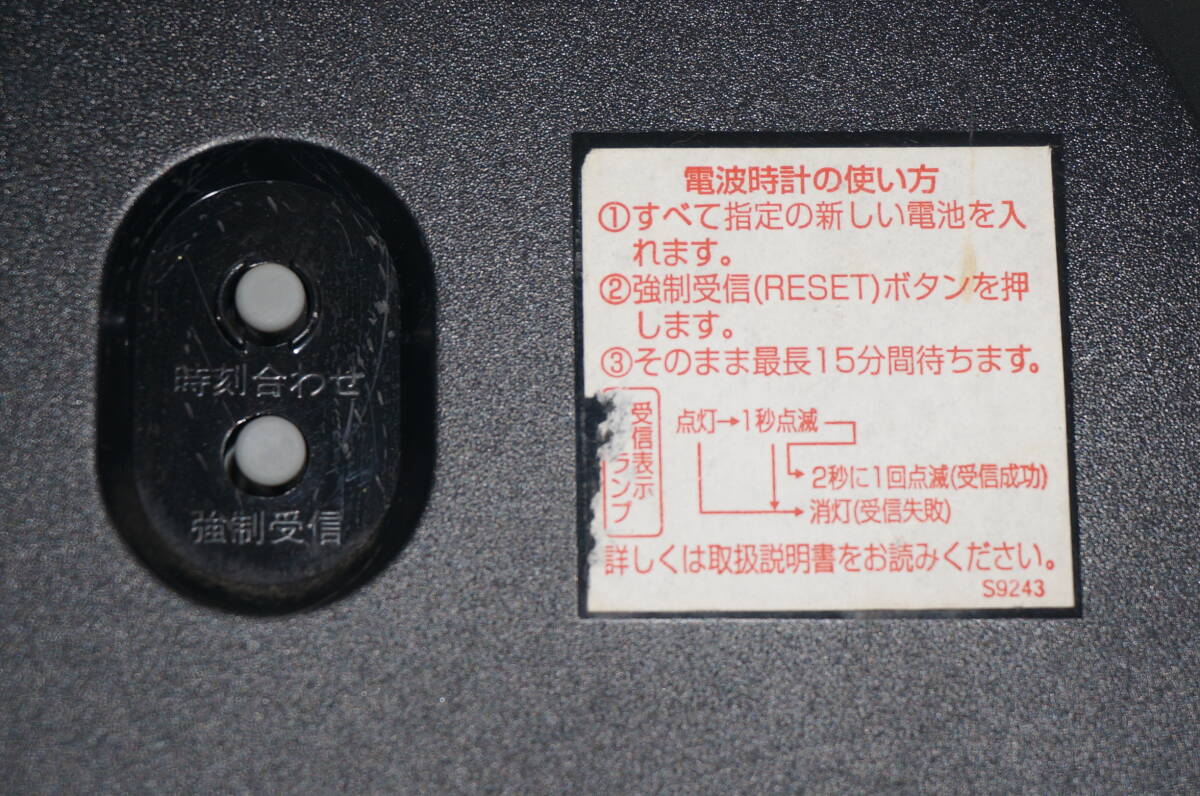 時刻合わせ
強制受信
電波時計の使い方
①すべて指定の新しい電池を入
れます。
②強制受信(RESET)ボタンを押
します。
③そのまま最長15分間待ちます。
受信表示
ランプ
点灯→1秒点滅
2秒に1回点滅(受信成功)
消灯(受信失敗)
詳しくは取扱説明書をお読みください。
S9243